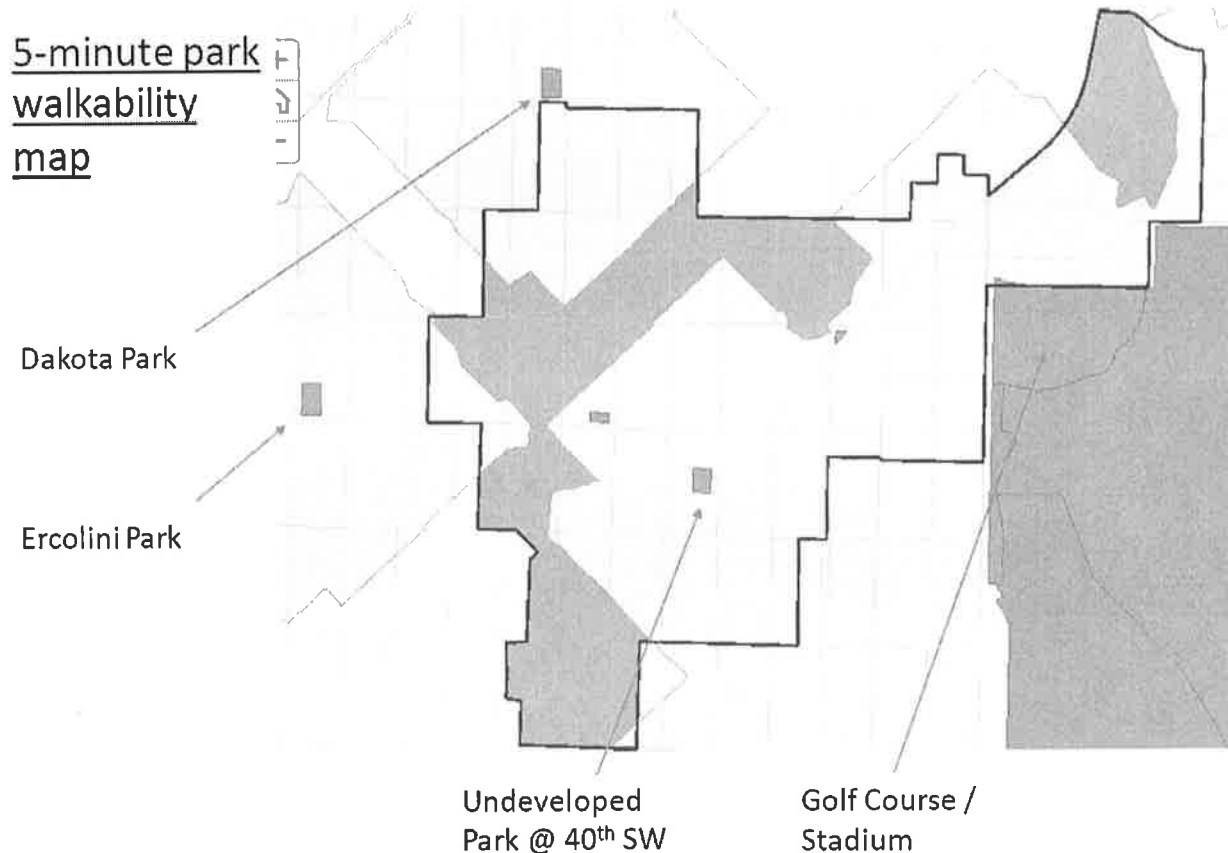 5-minute park
walkability
map
+
-
Dakota Park
Ercolini Park
Undeveloped
Park @ 40th SW
Golf Course /
Stadium